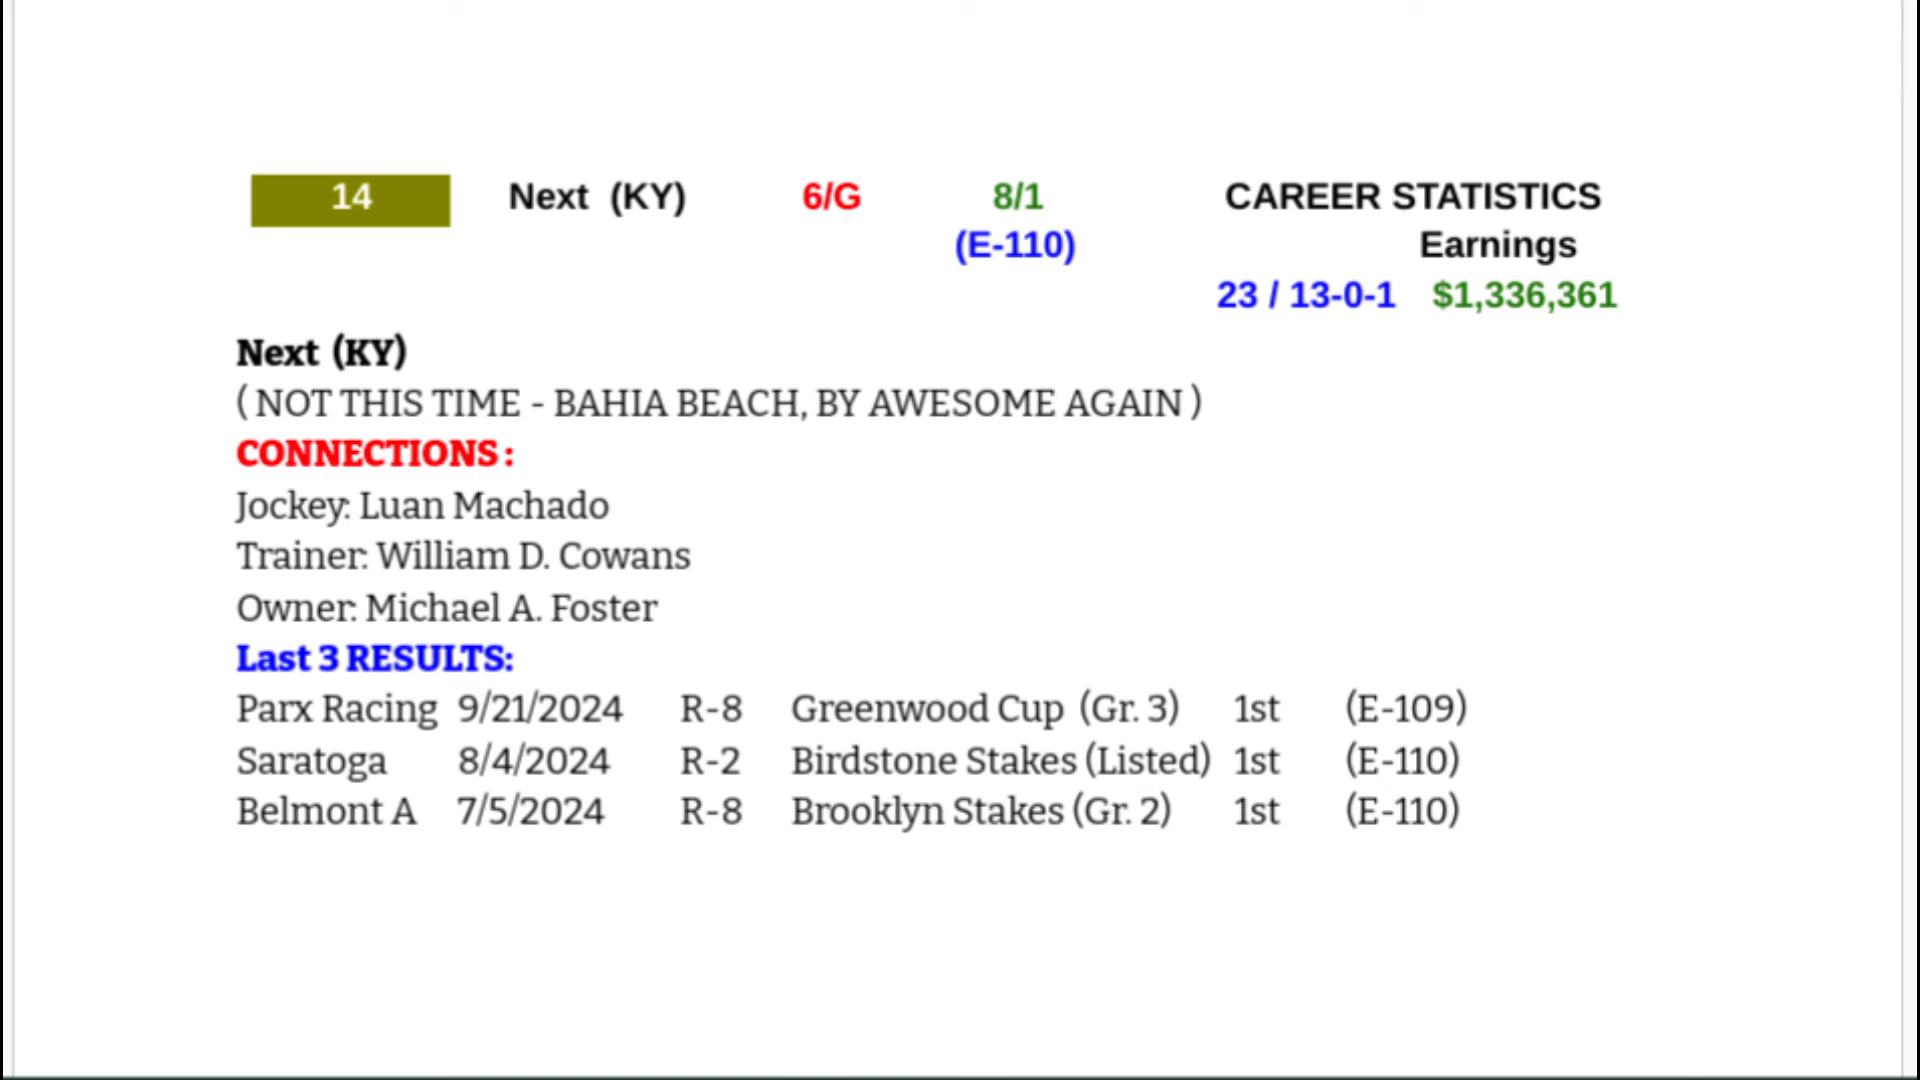 14 Next (KY) 6/G 8/1 CAREER STATISTICS
(E-110) Earnings
23 / 13-0-1 $1,336,361
Next (KY)
( NOT THIS TIME - BAHIA BEACH, BY AWESOME AGAIN )
CONNECTIONS :
Jockey: Luan Machado
Trainer: William D. Cowans
Owner: Michael A. Foster
Last 3 RESULTS:
Parx Racing 9/21/2024 R-8 Greenwood Cup (Gr. 3) 1st (E-109)
Saratoga 8/4/2024 R-2 Birdstone Stakes (Listed) 1st (E-110)
Belmont A 7/5/2024 R-8 Brooklyn Stakes (Gr. 2) 1st (E-110)